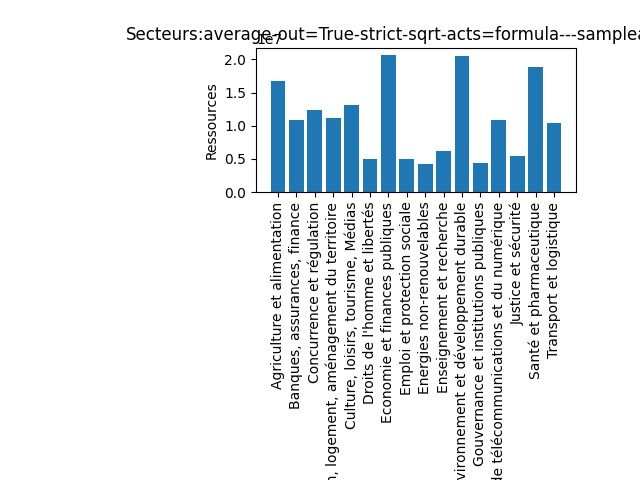 Secteurs:average-out=True-strict-sqrt-acts=formula---samplea
1e7
Ressources
2.0
1.5
1.0
0.5
0.0
Agriculture et alimentation
Banques, assurances, finance
Concurrence et régulation
, logement, aménagement du territoire
Culture, loisirs, tourisme, Médias
Droits de l'homme et libertés
Economie et finances publiques
Emploi et protection sociale
Energies non-renouvelables
Enseignement et recherche
vironnement et développement durable
Gouvernance et institutions publiques
de télécommunications et du numérique
Justice et sécurité
Santé et pharmaceutique
Transport et logistique